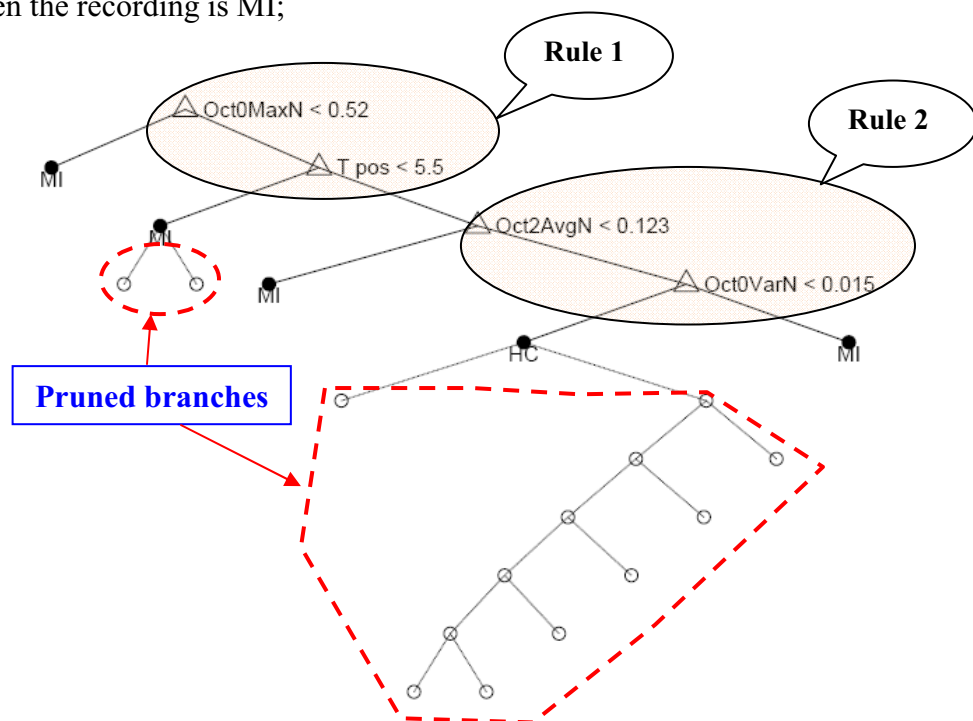 en the recording is MI;
Rule 1
Oct0MaxN < 0.52
Rule 2
T pos < 5.5
MI
MI
Oct2AvgN < 0.123
MI
Oct0VarN < 0.015
HC
MI
Pruned branches